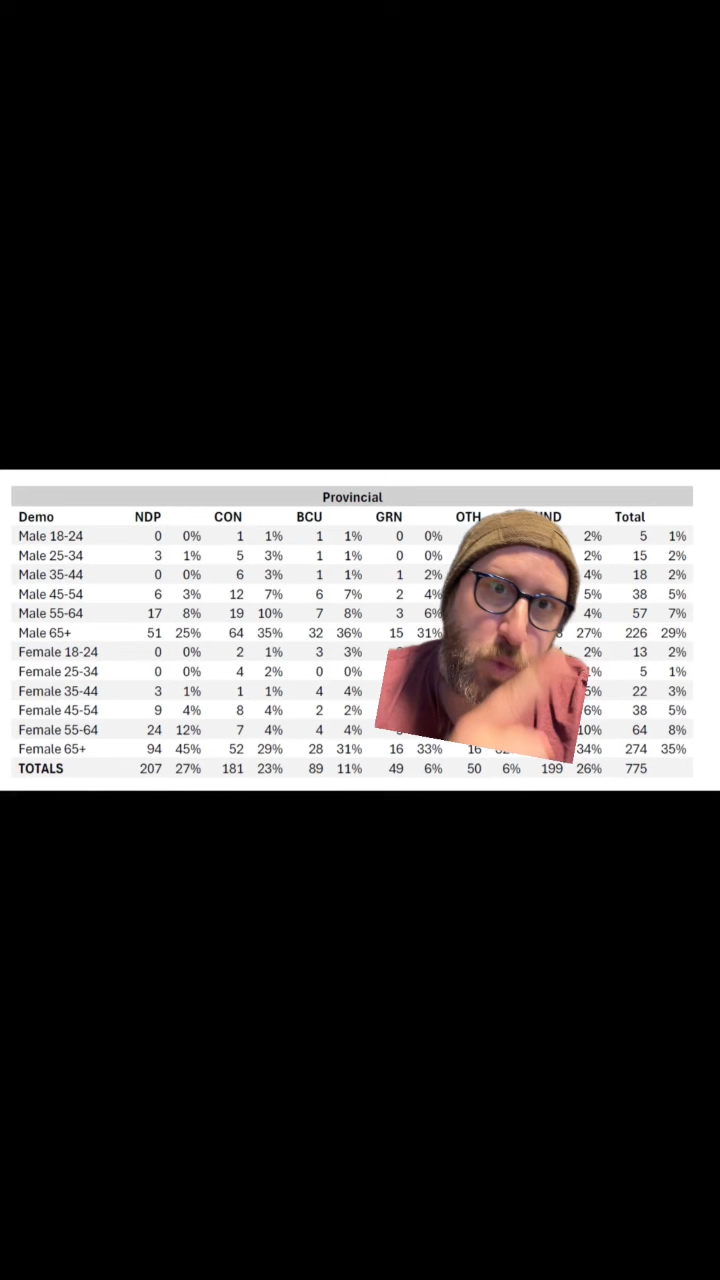 Provincial
Demo NDP CON BCU GRN OTH Total
Male 18-24 0 0% 1 1% 1 1% 0 0% 2% 5 1%
Male 25-34 3 1% 5 3% 1 1% 0 0% 2% 15 2%
Male 35-44 0 0% 6 3% 1 1% 1 2% 4% 18 2%
Male 45-54 6 3% 12 7% 6 7% 2 4% 5% 38 5%
Male 55-64 17 8% 19 10% 7 8% 3 6% 4% 57 7%
Male 65+ 51 25% 64 35% 32 36% 15 31% 27% 226 29%
Female 18-24 0 0% 2 1% 3 3% 2% 13 2%
Female 25-34 0 0% 4 2% 0 0% 5 1%
Female 35-44 3 1% 1 1% 4 4% 22 3%
Female 45-54 9 4% 8 4% 2 2% 6% 38 5%
Female 55-64 24 12% 7 4% 4 4% 10% 64 8%
Female 65+ 94 45% 52 29% 28 31% 16 33% 16 34% 274 35%
TOTALS 207 27% 181 23% 89 11% 49 6% 50 6% 199 26% 775